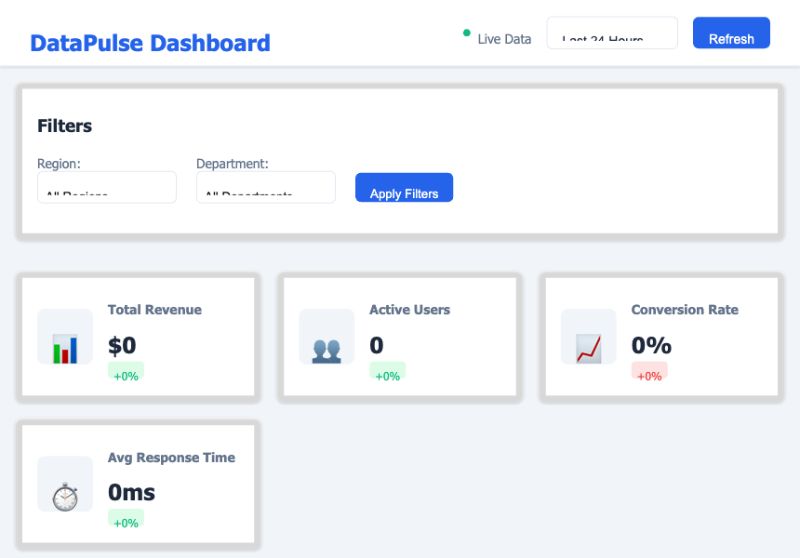 DataPulse Dashboard
Live Data
Last 24 Hours
Refresh
Filters
Region:
Department:
All Regions
All Departments
Apply Filters
Total Revenue
$0
+0%
Active Users
0
+0%
Conversion Rate
0%
+0%
Avg Response Time
0ms
+0%